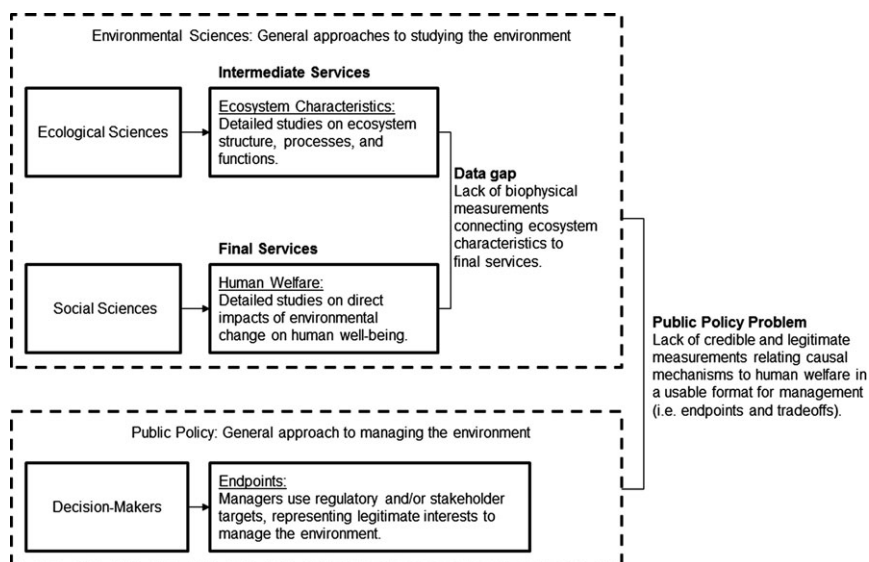 Environmental Sciences: General approaches to studying the environment
Intermediate Services
Ecological Sciences
Ecosystem Characteristics:
Detailed studies on ecosystem
structure, processes, and
functions.
Data gap
Lack of biophysical
measurements
connecting ecosystem
characteristics to
final services.
Final Services
Social Sciences
Human Welfare:
Detailed studies on direct
impacts of environmental
change on human well-being.
Public Policy Problem
Lack of credible and legitimate
measurements relating causal
mechanisms to human welfare in
a usable format for management
(i.e. endpoints and tradeoffs).
Public Policy: General approach to managing the environment
Decision-Makers
Endpoints:
Managers use regulatory and/or stakeholder
targets, representing legitimate interests to
manage the environment.